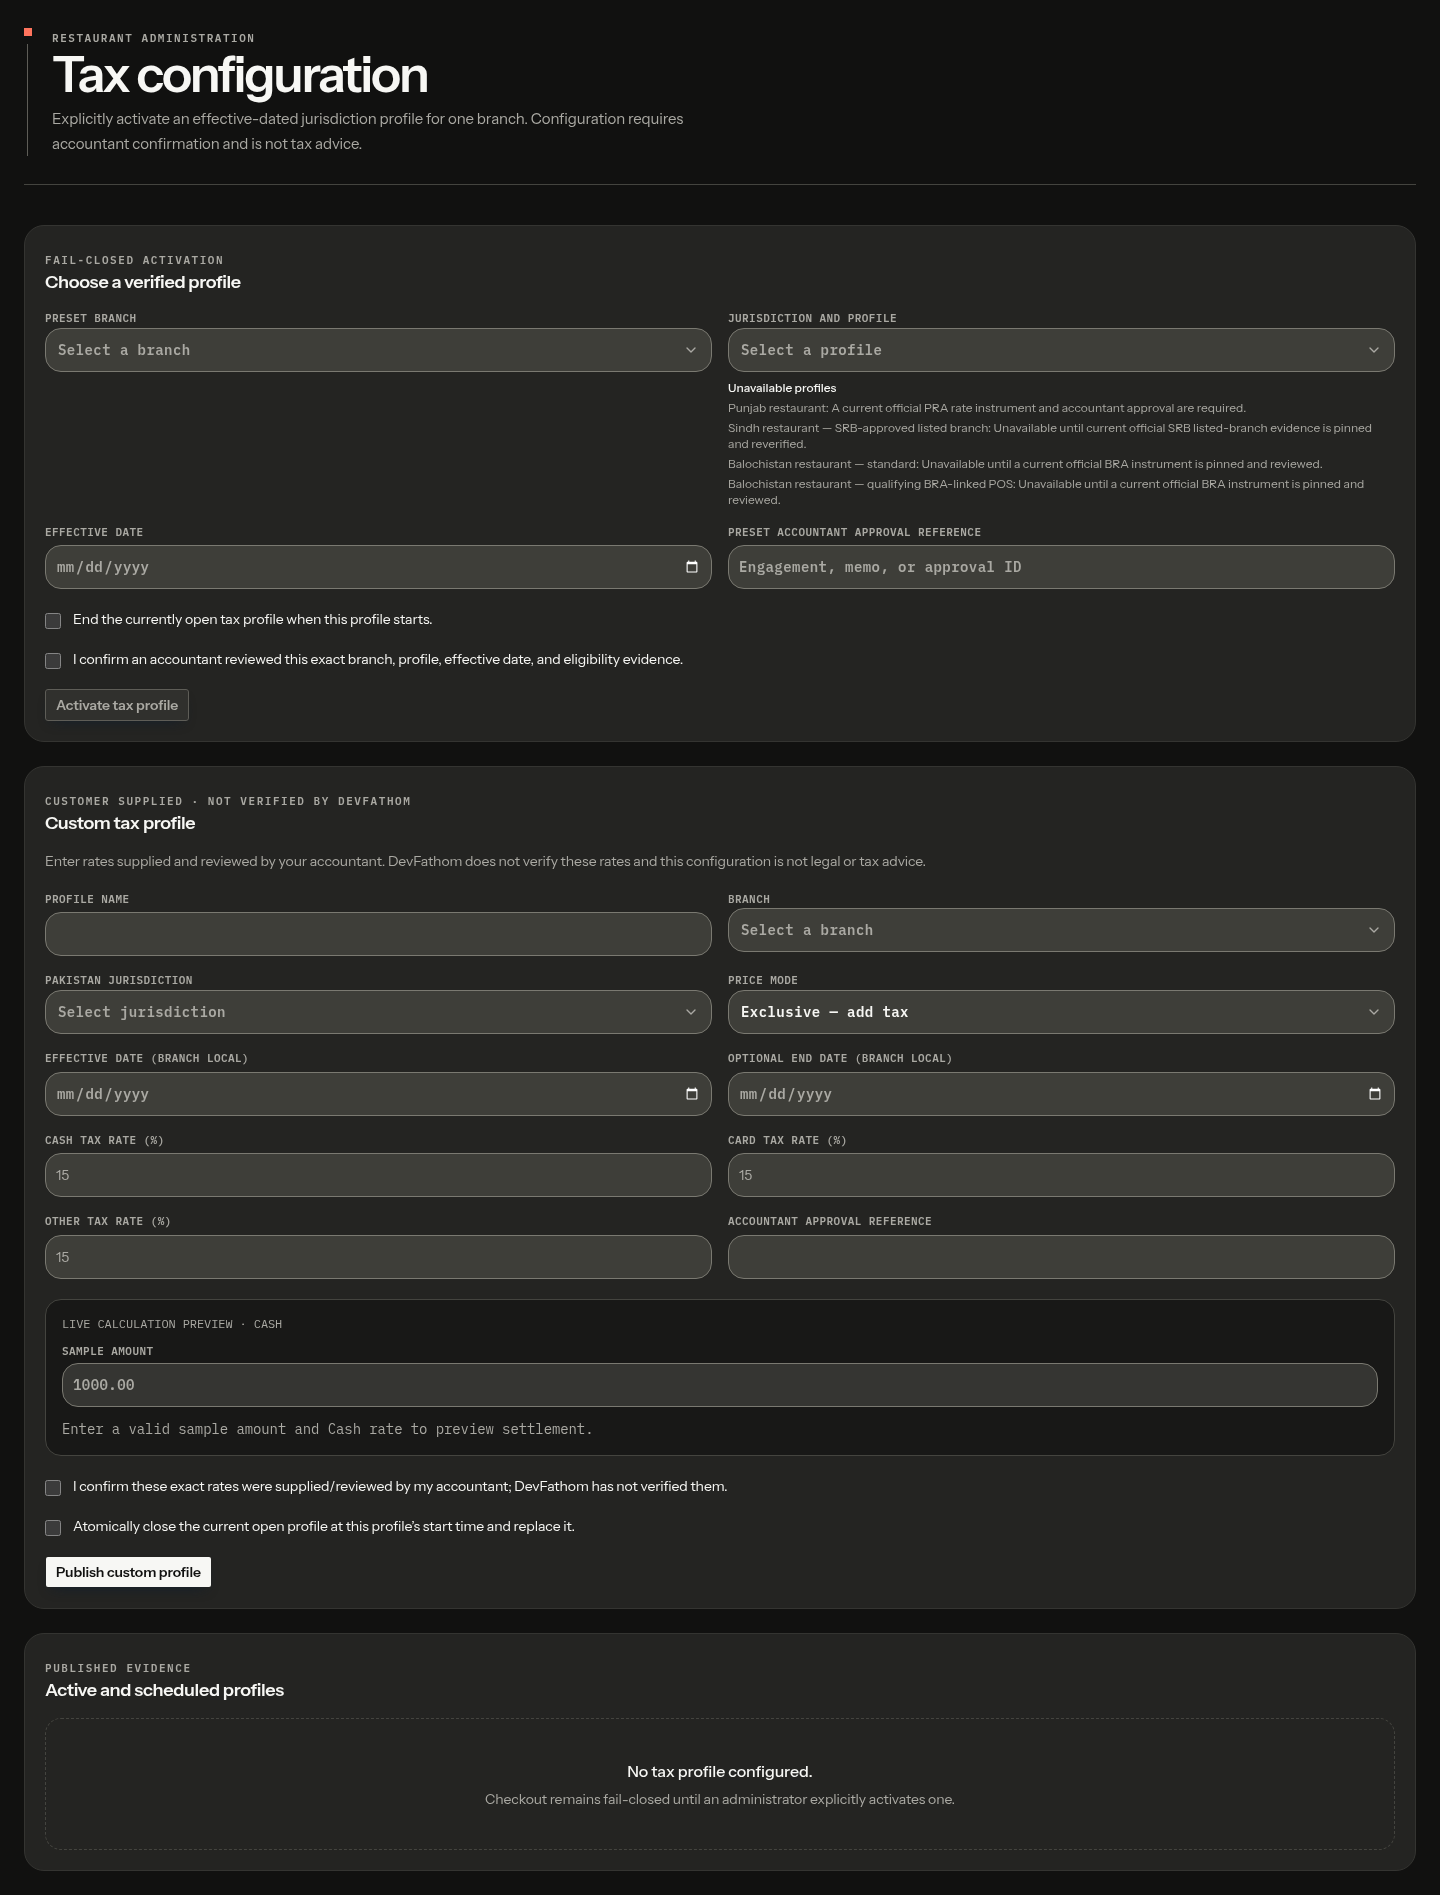 RESTAURANT ADMINISTRATION
Tax configuration
Explicitly activate an effective-dated jurisdiction profile for one branch. Configuration requires
accountant confirmation and is not tax advice.
FAIL-CLOSED ACTIVATION
Choose a verified profile
PRESET BRANCH
Select a branch
JURISDICTION AND PROFILE
Select a profile
Unavailable profiles
Punjab restaurant: A current official PRA rate instrument and accountant approval are required.
Sindh restaurant — SRB-approved listed branch: Unavailable until current official SRB listed-branch evidence is pinned
and reverified.
Balochistan restaurant — standard: Unavailable until a current official BRA instrument is pinned and reviewed.
Balochistan restaurant — qualifying BRA-linked POS: Unavailable until a current official BRA instrument is pinned and
reviewed.
EFFECTIVE DATE
mm/dd/yyyy
PRESET ACCOUNTANT APPROVAL REFERENCE
Engagement, memo, or approval ID
End the currently open tax profile when this profile starts.
I confirm an accountant reviewed this exact branch, profile, effective date, and eligibility evidence.
Activate tax profile
CUSTOMER SUPPLIED · NOT VERIFIED BY DEVFATHOM
Custom tax profile
Enter rates supplied and reviewed by your accountant. DevFathom does not verify these rates and this configuration is not legal or tax advice.
PROFILE NAME
BRANCH
Select a branch
PAKISTAN JURISDICTION
Select jurisdiction
PRICE MODE
Exclusive — add tax
EFFECTIVE DATE (BRANCH LOCAL)
mm/dd/yyyy
OPTIONAL END DATE (BRANCH LOCAL)
mm/dd/yyyy
CASH TAX RATE (%)
15
CARD TAX RATE (%)
15
OTHER TAX RATE (%)
15
ACCOUNTANT APPROVAL REFERENCE
LIVE CALCULATION PREVIEW · CASH
SAMPLE AMOUNT
1000.00
Enter a valid sample amount and Cash rate to preview settlement.
I confirm these exact rates were supplied/reviewed by my accountant; DevFathom has not verified them.
Atomically close the current open profile at this profile's start time and replace it.
Publish custom profile
PUBLISHED EVIDENCE
Active and scheduled profiles
No tax profile configured.
Checkout remains fail-closed until an administrator explicitly activates one.